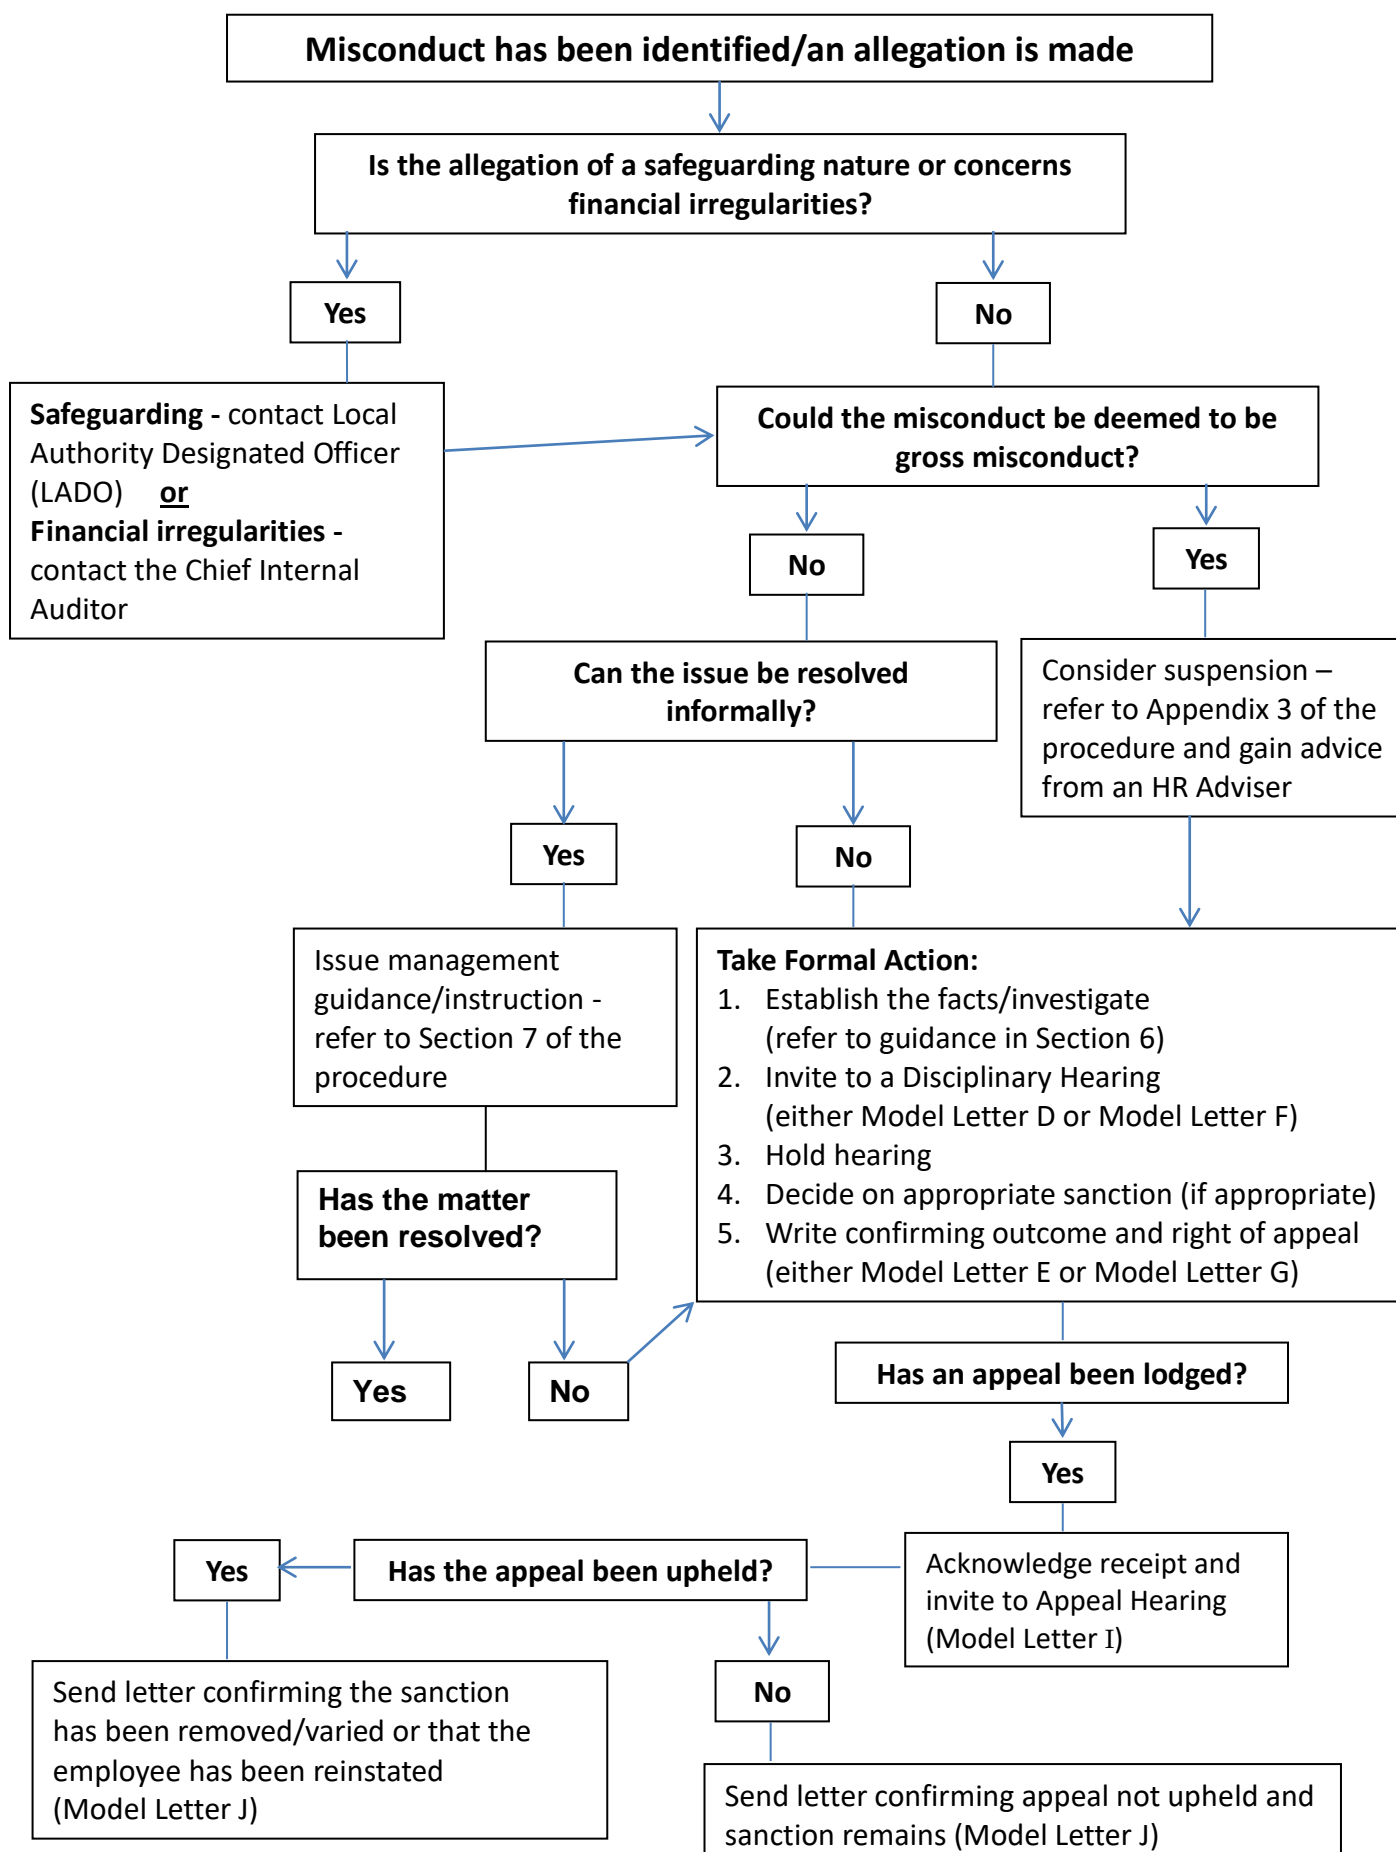 Misconduct has been identified/an allegation is made
Is the allegation of a safeguarding nature or concerns
financial irregularities?
Yes
No
Safeguarding - contact Local
Authority Designated Officer
(LADO) or
Financial irregularities -
contact the Chief Internal
Auditor
Could the misconduct be deemed to be
gross misconduct?
No
Yes
Can the issue be resolved
informally?
Consider suspension –
refer to Appendix 3 of the
procedure and gain advice
from an HR Adviser
Yes
No
Issue management
guidance/instruction -
refer to Section 7 of the
procedure
Take Formal Action:
1. Establish the facts/investigate
(refer to guidance in Section 6)
2. Invite to a Disciplinary Hearing
(either Model Letter D or Model Letter F)
3. Hold hearing
4. Decide on appropriate sanction (if appropriate)
5. Write confirming outcome and right of appeal
(either Model Letter E or Model Letter G)
Has the matter
been resolved?
Yes
No
Has an appeal been lodged?
Yes
Acknowledge receipt and
invite to Appeal Hearing
(Model Letter I)
Has the appeal been upheld?
Yes
No
Send letter confirming the sanction
has been removed/varied or that the
employee has been reinstated
(Model Letter J)
Send letter confirming appeal not upheld and
sanction remains (Model Letter J)